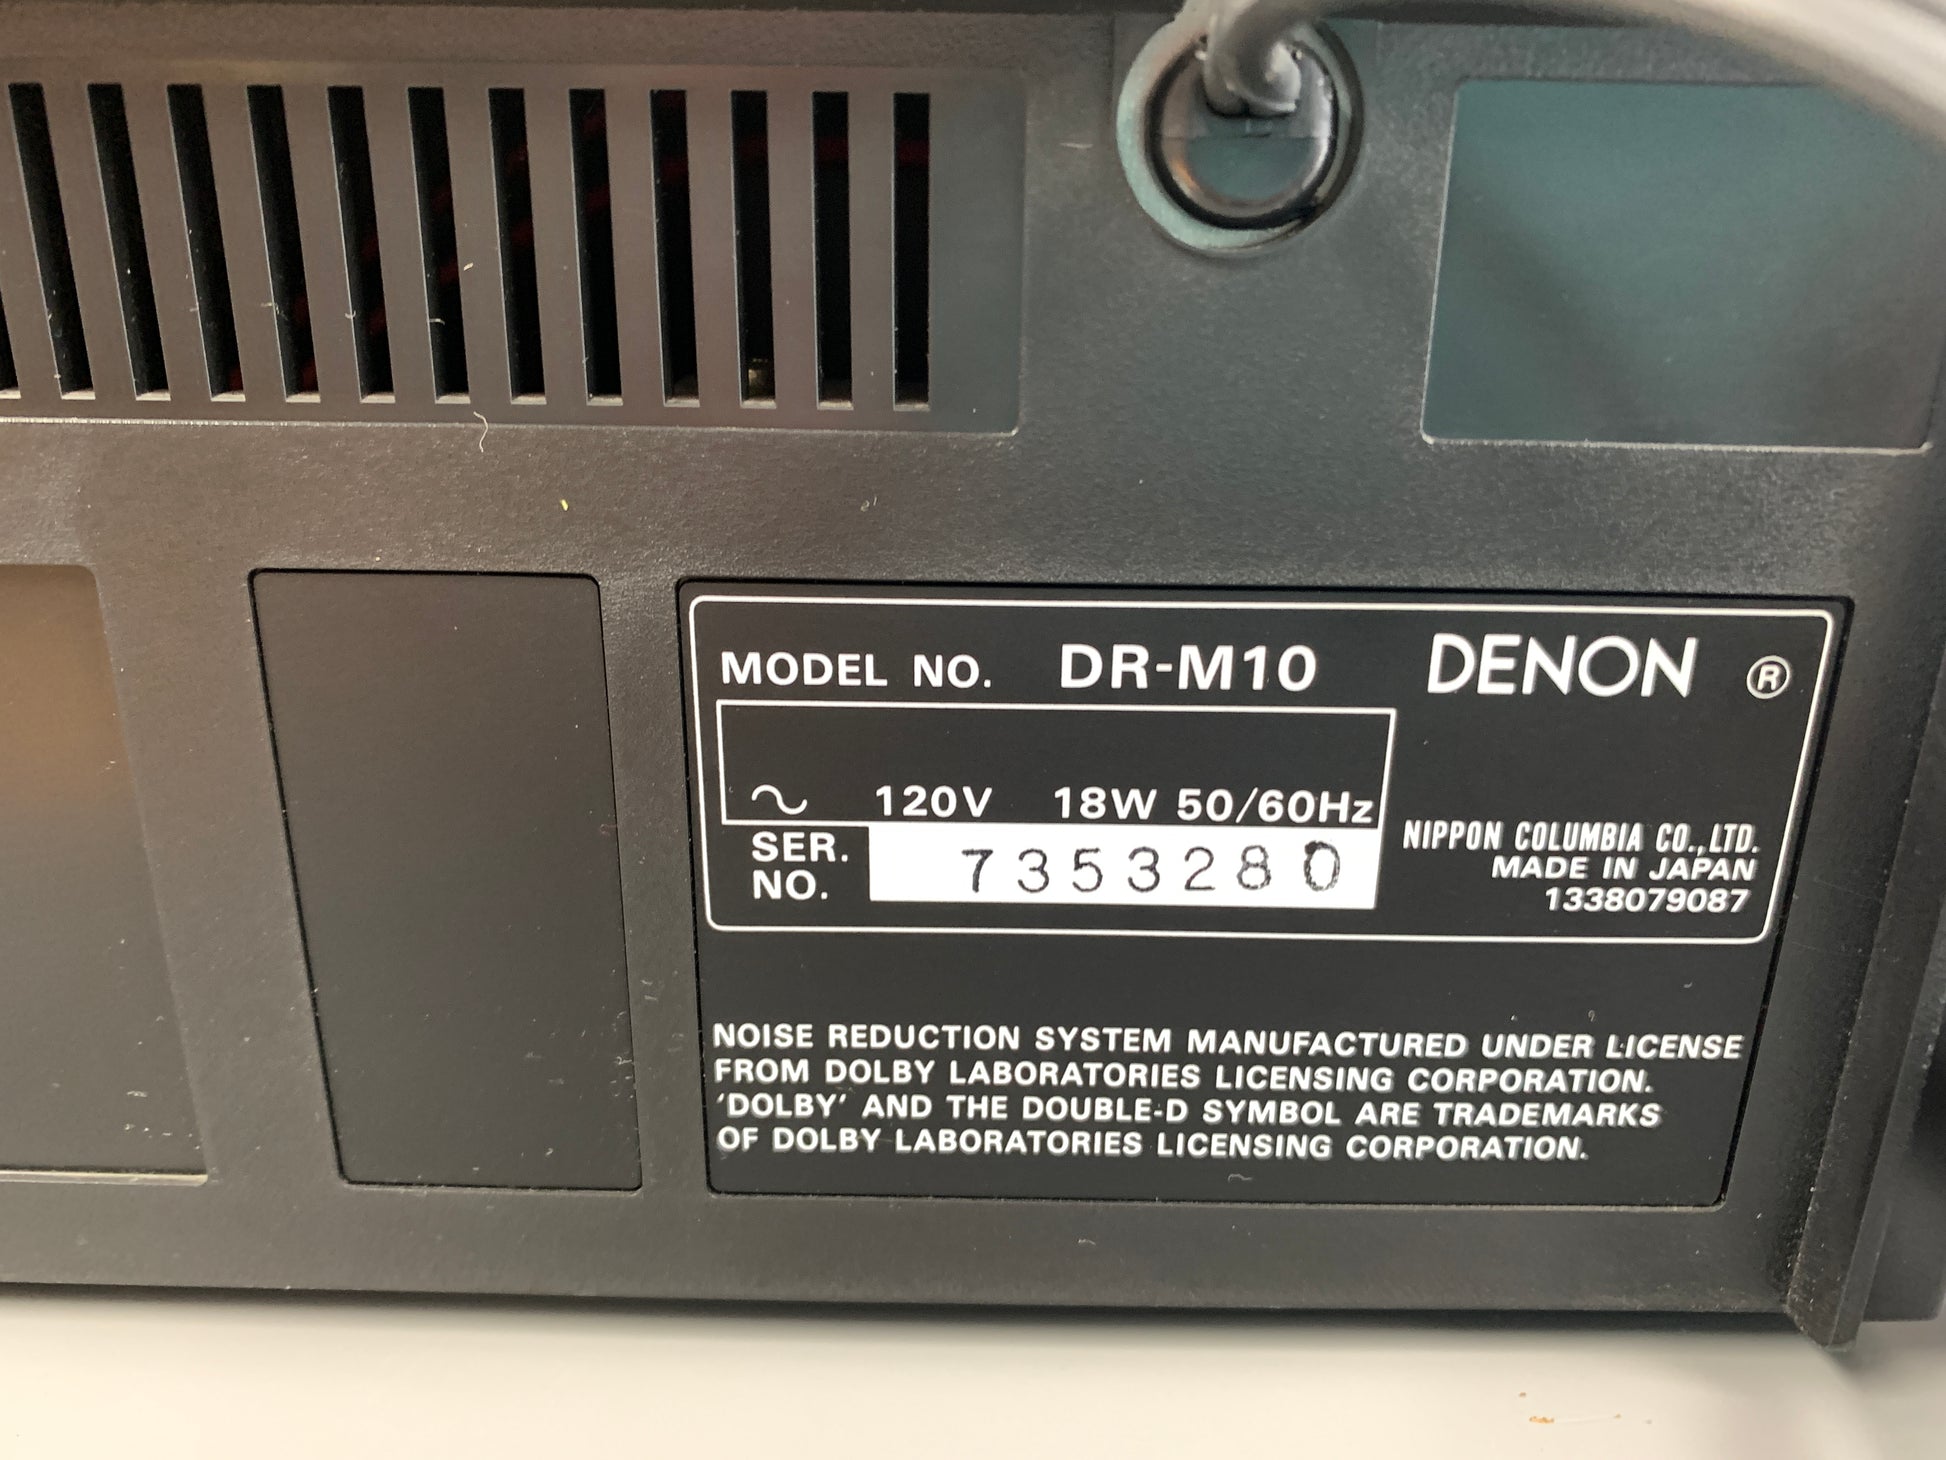 MODEL NO. DR-M10 DENON ®
~ 120V 18W 50/60Hz
SER. NO. 7353280
NIPPON COLUMBIA CO.,LTD.
MADE IN JAPAN
1338079087
NOISE REDUCTION SYSTEM MANUFACTURED UNDER LICENSE
FROM DOLBY LABORATORIES LICENSING CORPORATION.
'DOLBY' AND THE DOUBLE-D SYMBOL ARE TRADEMARKS
OF DOLBY LABORATORIES LICENSING CORPORATION.